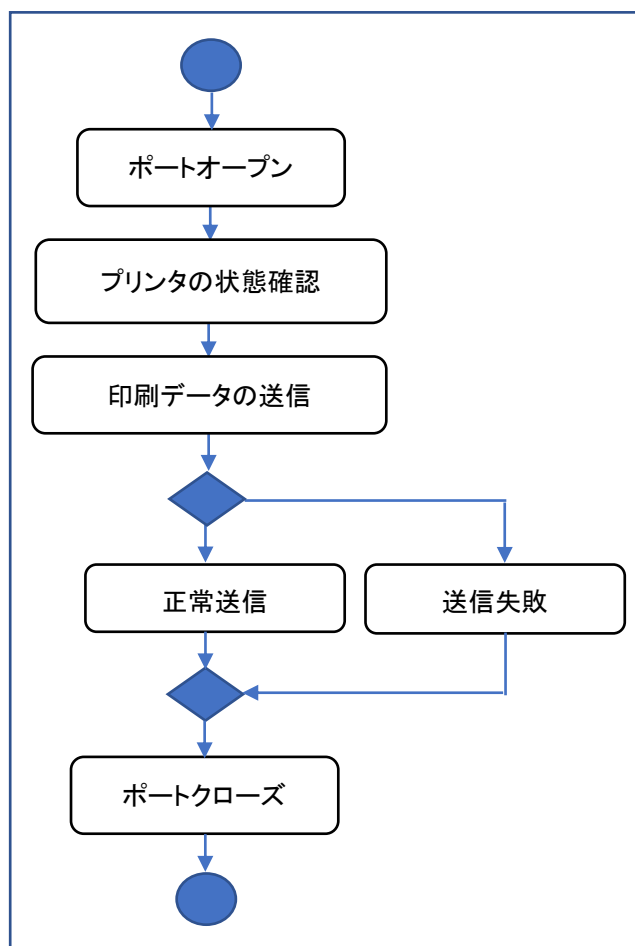 ポートオープン
プリンタの状態確認
印刷データの送信
正常送信
送信失敗
ポートクローズ